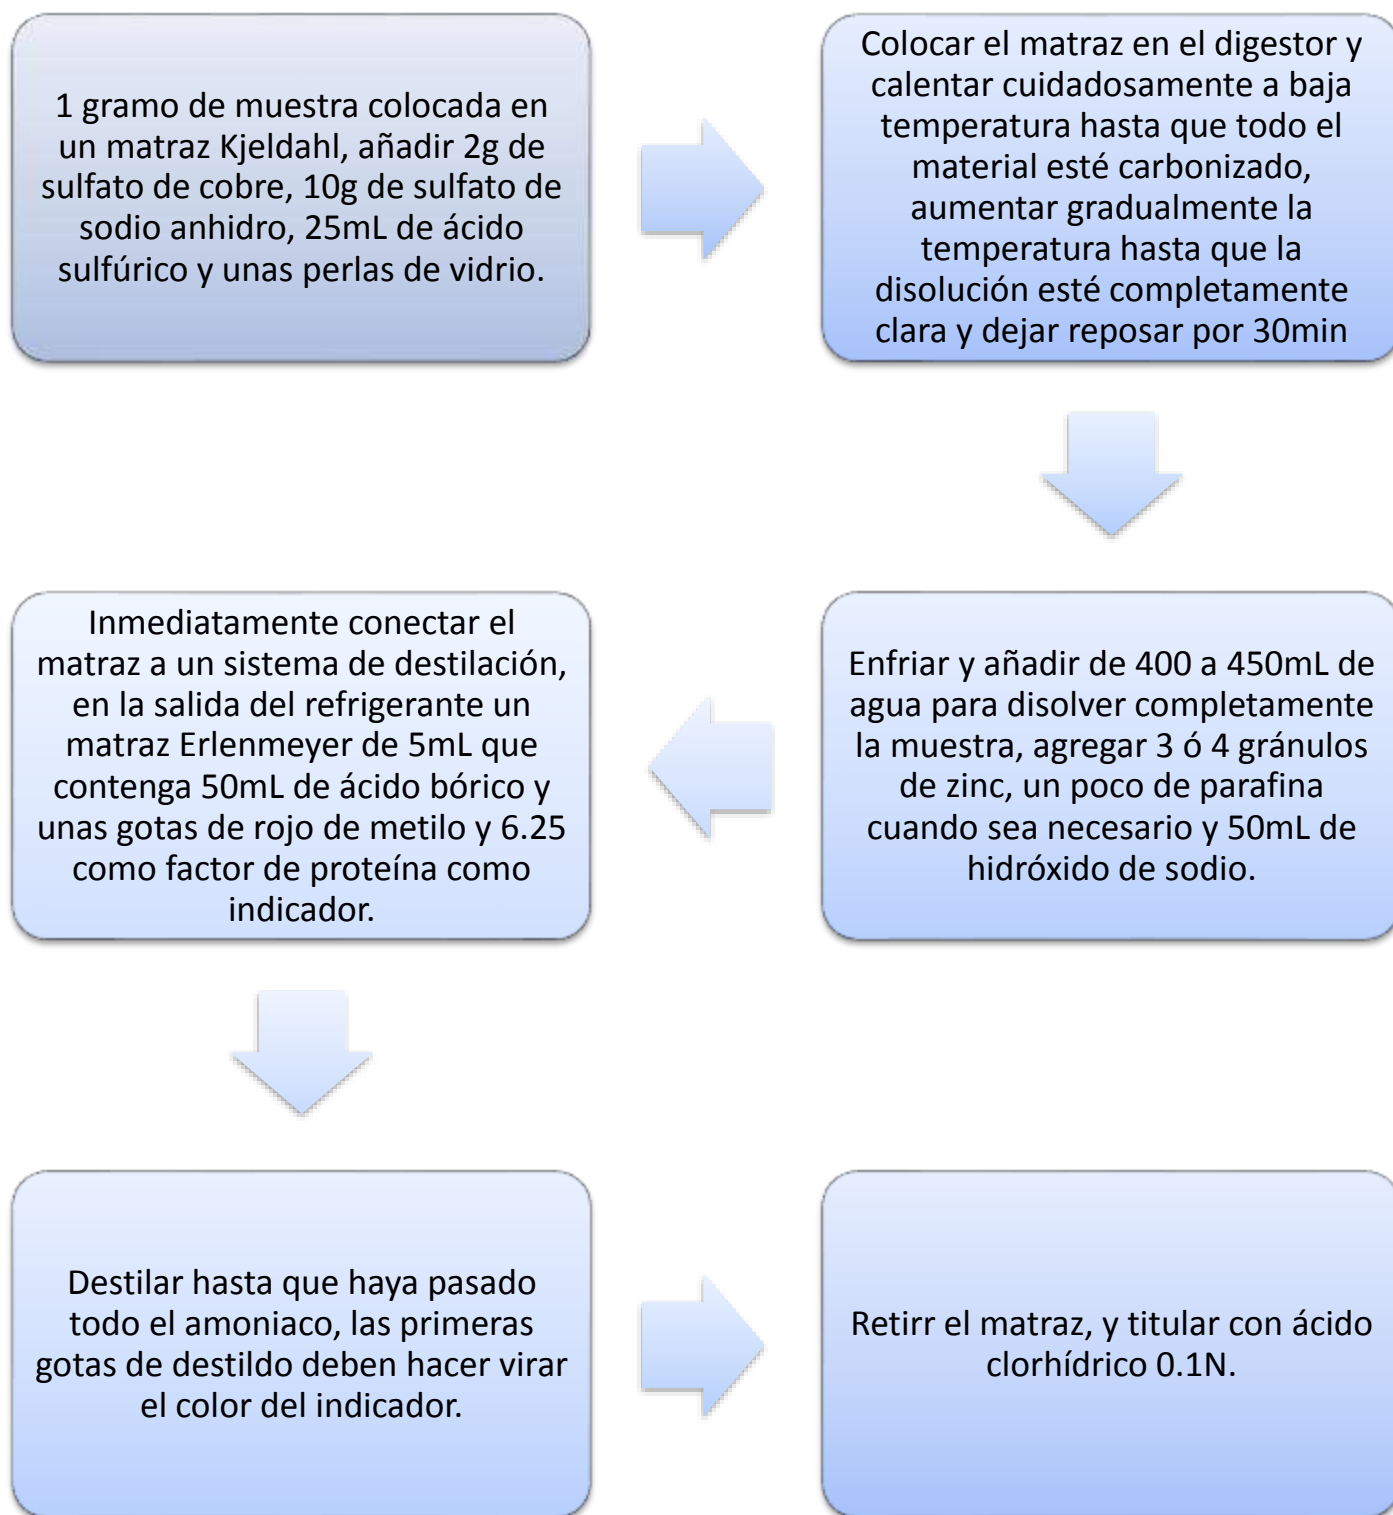 1 gramo de muestra colocada en
un matraz Kjeldahl, añadir 2g de
sulfato de cobre, 10g de sulfato de
sodio anhidro, 25mL de ácido
sulfúrico y unas perlas de vidrio.
Colocar el matraz en el digestor y
calentar cuidadosamente a baja
temperatura hasta que todo el
material esté carbonizado,
aumentar gradualmente la
temperatura hasta que la
disolución esté completamente
clara y dejar reposar por 30min
Enfriar y añadir de 400 a 450mL de
agua para disolver completamente
la muestra, agregar 3 ó 4 gránulos
de zinc, un poco de parafina
cuando sea necesario y 50mL de
hidróxido de sodio.
Inmediatamente conectar el
matraz a un sistema de destilación,
en la salida del refrigerante un
matraz Erlenmeyer de 5mL que
contenga 50mL de ácido bórico y
unas gotas de rojo de metilo y 6.25
como factor de proteína como
indicador.
Destilar hasta que haya pasado
todo el amoniaco, las primeras
gotas de destildo deben hacer virar
el color del indicador.
Retirr el matraz, y titular con ácido
clorhídrico 0.1N.